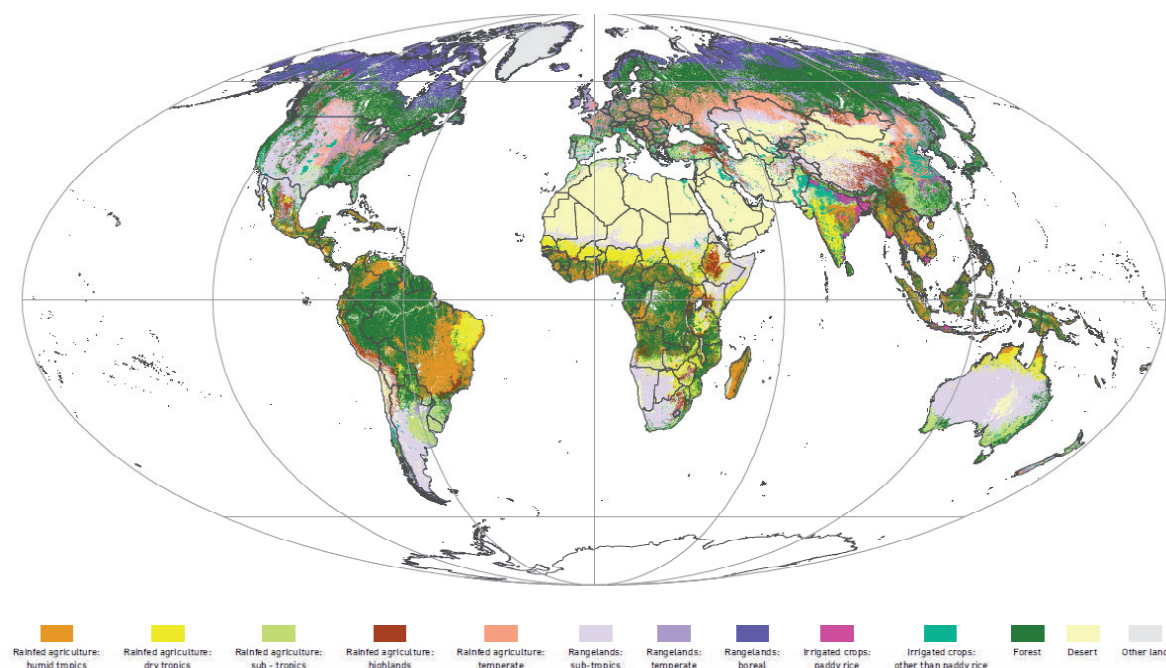 Rainfed agriculture:
humid tropics
Rainfed agriculture:
dry tropics
Rainfed agriculture:
sub - tropics
Rainfed agriculture:
highlands
Rainfed agriculture:
temperate
Rangelands:
sub-tropics
Rangelands:
temperate
Rangelands:
boreal
Irrigated crops:
paddy rice
Irrigated crops:
other than paddy rice
Forest
Desert
Other land